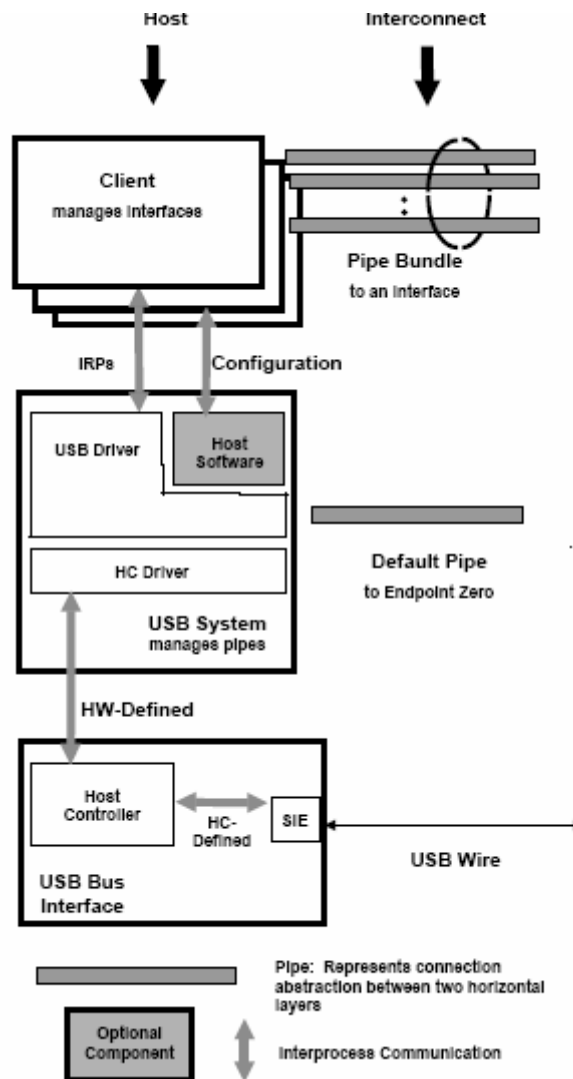 Host
Interconnect
Client
manages interfaces
Pipe Bundle
to an Interface
IRPs
Configuration
USB Driver
Host
Software
HC Driver
Default Pipe
to Endpoint Zero
USB System
manages pipes
HW-Defined
Host
Controller
HC-
Defined
SIE
USB Wire
USB Bus
Interface
Pipe: Represents connection
abstraction between two horizontal
layers
Optional
Component
Interprocess Communication